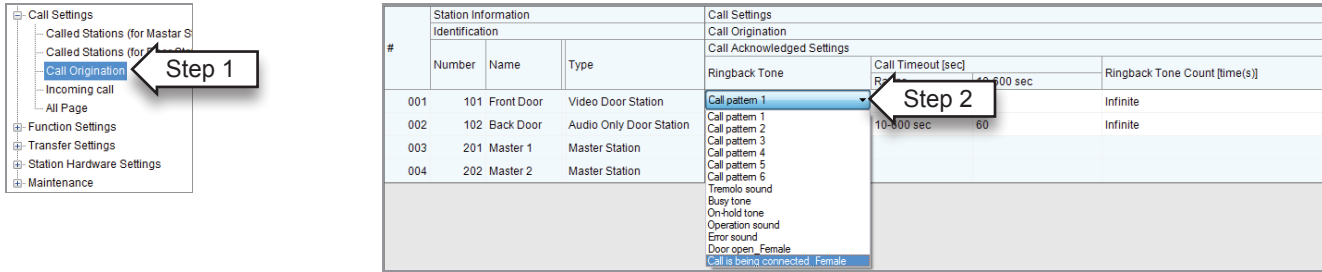 Call Settings
Called Stations (for Mastar S
Called Stations (for
Call Origination
Step 1
Incoming call
All Page
Function Settings
Transfer Settings
Station Hardware Settings
Maintenance
Station Information Call Settings
Identification Call Origination
# Call Acknowledged Settings
Number Name Type Ringback Tone Call Timeout [sec] Ringback Tone Count [time(s)]
600 sec
001 101 Front Door Video Door Station Call pattern 1 Step 2 Infinite
002 102 Back Door Audio Only Door Station 10-600 sec 60 Infinite
003 201 Master 1 Master Station
004 202 Master 2 Master Station
Call pattern 1
Call pattern 2
Call pattern 3
Call pattern 4
Call pattern 5
Call pattern 6
Tremolo sound
Busy tone
On-hold tone
Operation sound
Error sound
Door open_Female
Call is being connected_Female